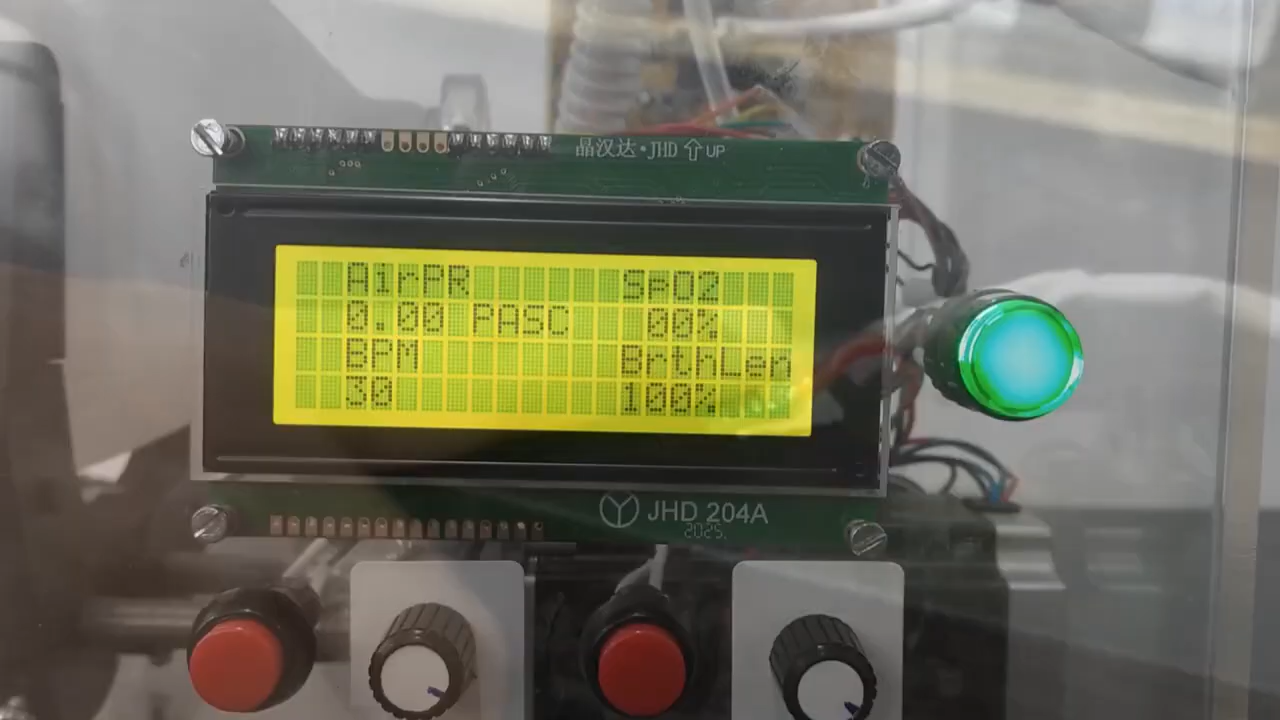 晶汉达·JHD ⇧UP
AirPR SpO2
0.00 PASC 00%
BPM BrthLen
30 100%
JHD 204A
2025.